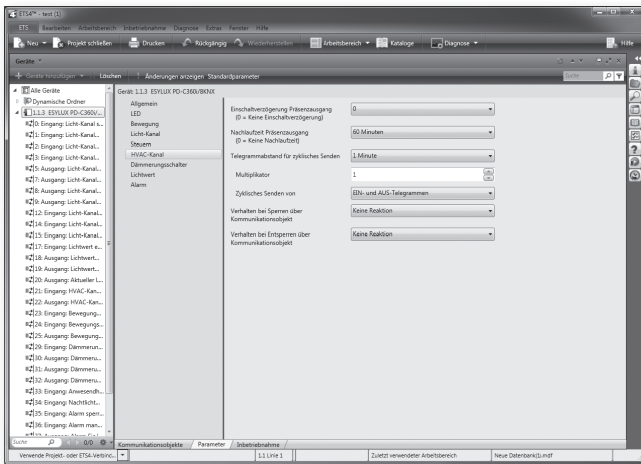 ETS4™ - test (1)
ETS Bearbeiten Arbeitsbereich Inbetriebnahme Diagnose Extras Fenster Hilfe
Neu Projekt schließen Drucken Rückgängig Wiederherstellen Arbeitsbereich Kataloge Diagnose Hilfe
Geräte
Geräte hinzufügen Löschen Änderungen anzeigen Standardparameter Suche
Alle Geräte
Dynamische Ordner
1.1.3 ESYLUX PD-C360i/...
0: Eingang: Licht-Kanal s...
1: Eingang: Licht-Kanal...
2: Eingang: Licht-Kanal...
3: Eingang: Licht-Kanal...
5: Ausgang: Licht-Kanal...
7: Ausgang: Licht-Kanal...
8: Ausgang: Licht-Kanal...
9: Ausgang: Licht-Kanal...
12: Eingang: Licht-Kanal...
14: Eingang: Licht-Kanal...
15: Eingang: Licht-Kanal...
17: Eingang: Lichtwert e...
18: Ausgang: Lichtwert...
19: Ausgang: Lichtwert...
20: Ausgang: Aktueller L...
21: Ausgang: HVAC-Kan...
22: Ausgang: HVAC-Kan...
23: Eingang: Bewegung...
24: Eingang: Bewegungs...
25: Ausgang: Bewegung...
29: Eingang: Dämmerun...
30: Ausgang: Dämmeru...
31: Ausgang: Dämmeru...
32: Ausgang: Dämmeru...
33: Eingang: Anwesendh...
34: Eingang: Nachtlicht...
35: Eingang: Alarm sperr...
36: Eingang: Alarm man...
Suche 0/0
Gerät: 1.1.3 ESYLUX PD-C360i/8KNX
Allgemein
LED
Bewegung
Licht-Kanal
Steuern
HVAC-Kanal
Dämmerungsschalter
Lichtwert
Alarm
Einschaltverzögerung Präsenzausgang
(0 = Keine Einschaltverzögerung)
0
Nachlaufzeit Präsenzausgang
(0 = Keine Nachlaufzeit)
60 Minuten
Telegrammabstand für zyklisches Senden
1 Minute
Multiplikator
1
Zyklisches Senden von
EIN- und AUS-Telegrammen
Verhalten bei Sperren über
Kommunikationsobjekt
Keine Reaktion
Verhalten bei Entsperren über
Kommunikationsobjekt
Keine Reaktion
Kommunikationsobjekte Parameter Inbetriebnahme
Verwende Projekt- oder ETS4-Verbinc... 1.1 Linie 1 Zuletzt verwendeter Arbeitsbereich Neue Datenbank(1).mdf